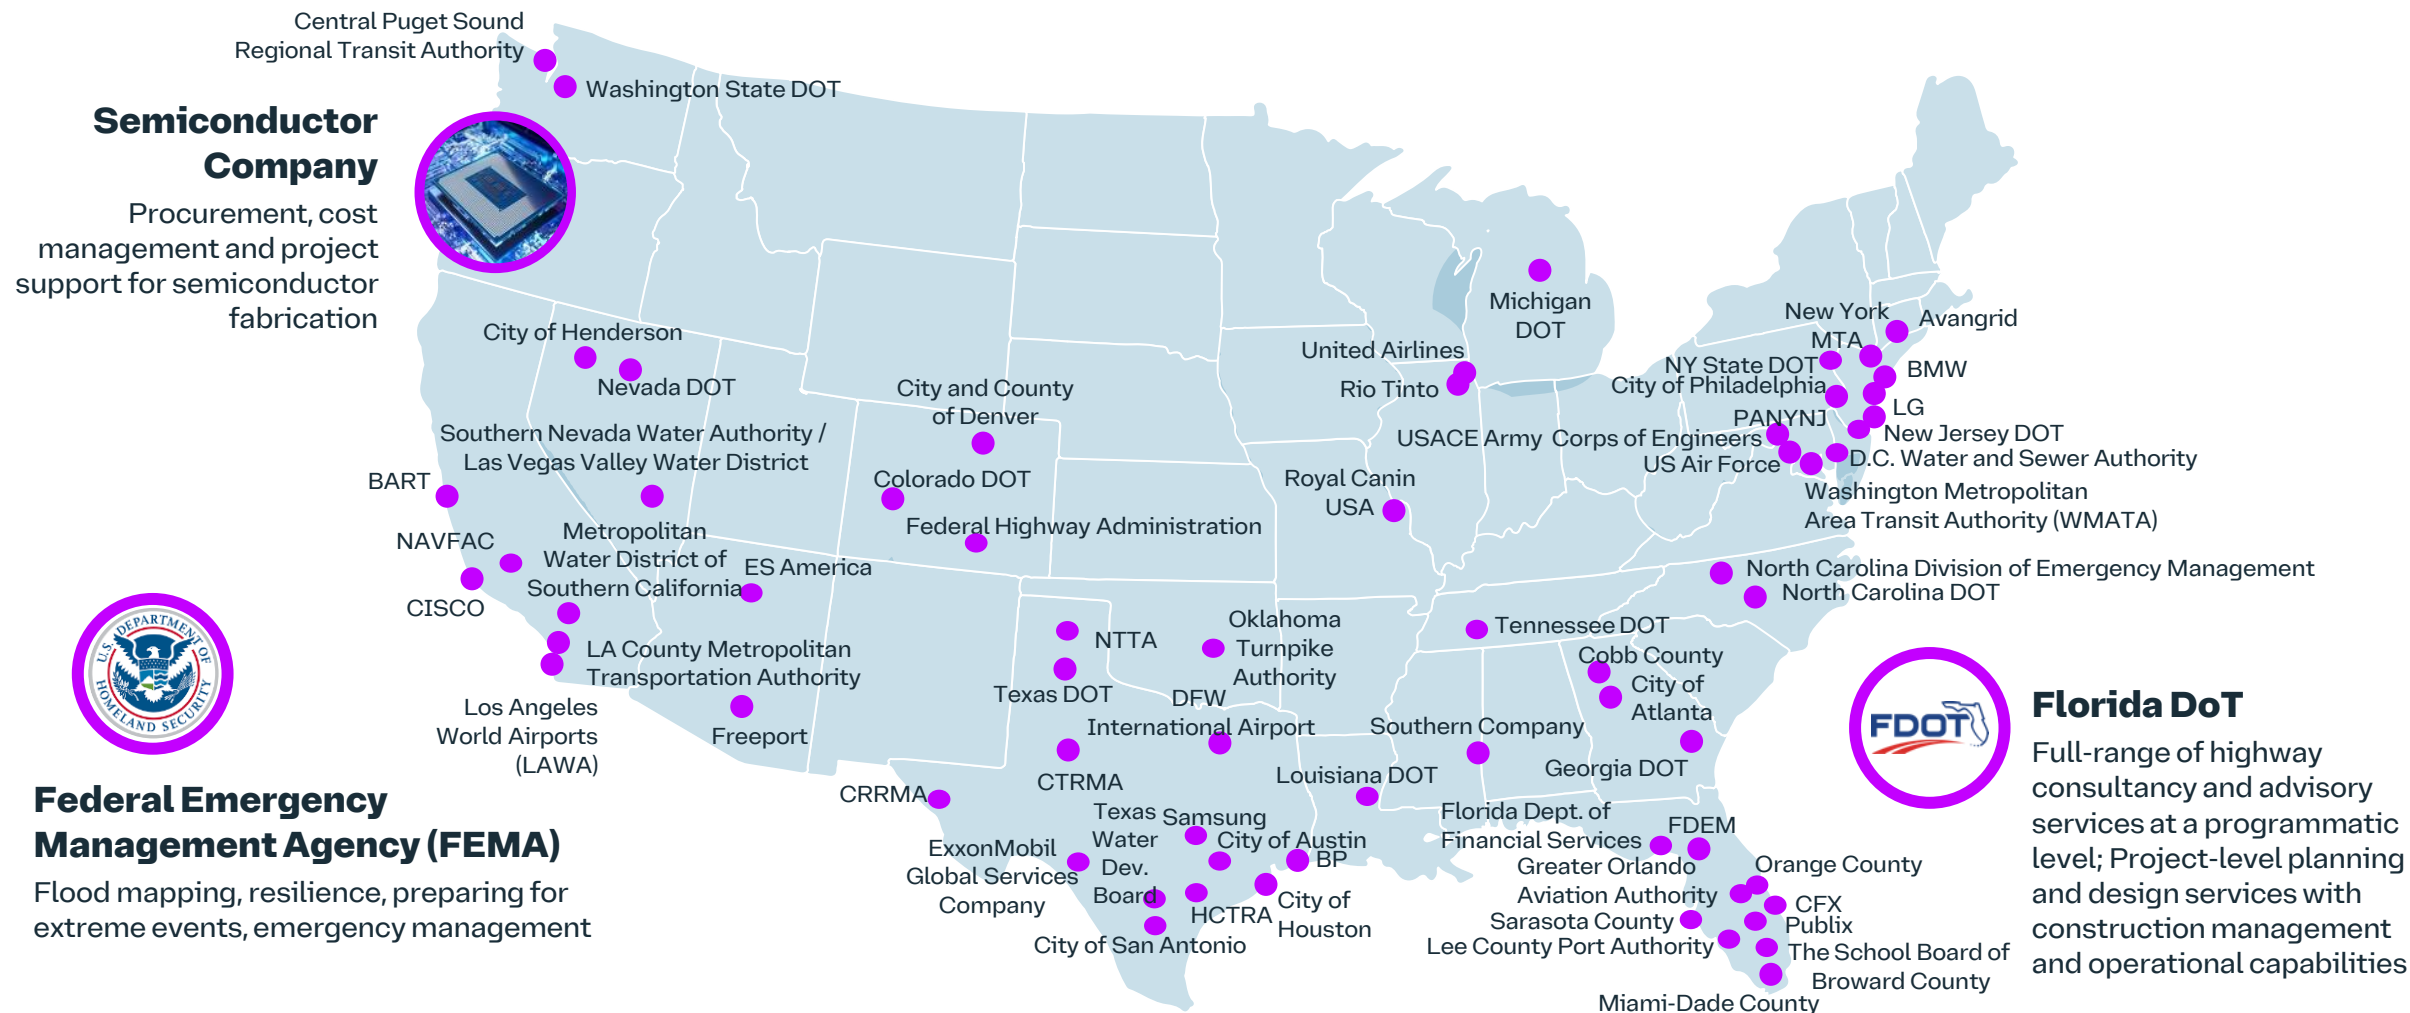 Central Puget Sound
Regional Transit Authority
Washington State DOT
Semiconductor
Company
Procurement, cost
management and project
support for semiconductor
fabrication
City of Henderson
Nevada DOT
Southern Nevada Water Authority /
Las Vegas Valley Water District
BART
NAVFAC
CISCO
Metropolitan
Water District of
Southern California
ES America
LA County Metropolitan
Transportation Authority
Los Angeles
World Airports
(LAWA)
Freeport
City and County
of Denver
Colorado DOT
Federal Highway Administration
U.S. DEPARTMENT OF
HOMELAND SECURITY
Federal Emergency
Management Agency (FEMA)
Flood mapping, resilience, preparing for
extreme events, emergency management
NTTA
Texas DOT
Oklahoma
Turnpike
Authority
DFW
International Airport
CTRMA
CRRMA
Texas
Water
Dev.
Board
Samsung
City of Austin
BP
ExxonMobil
Global Services
Company
HCTRA
City of
Houston
City of San Antonio
Michigan
DOT
United Airlines
Rio Tinto
Royal Canin
USA
New York
MTA
Avangrid
NY State DOT
BMW
City of Philadelphia
LG
PANYNJ
New Jersey DOT
USACE Army Corps of Engineers
D.C. Water and Sewer Authority
US Air Force
Washington Metropolitan
Area Transit Authority (WMATA)
North Carolina Division of Emergency Management
North Carolina DOT
Tennessee DOT
Cobb County
City of
Atlanta
Southern Company
Georgia DOT
Louisiana DOT
Florida Dept. of
Financial Services
FDEM
Greater Orlando
Aviation Authority
Orange County
CFX
Sarasota County
Publix
Lee County Port Authority
The School Board of
Broward County
Miami-Dade County
FDOT
Florida DoT
Full-range of highway
consultancy and advisory
services at a programmatic
level; Project-level planning
and design services with
construction management
and operational capabilities